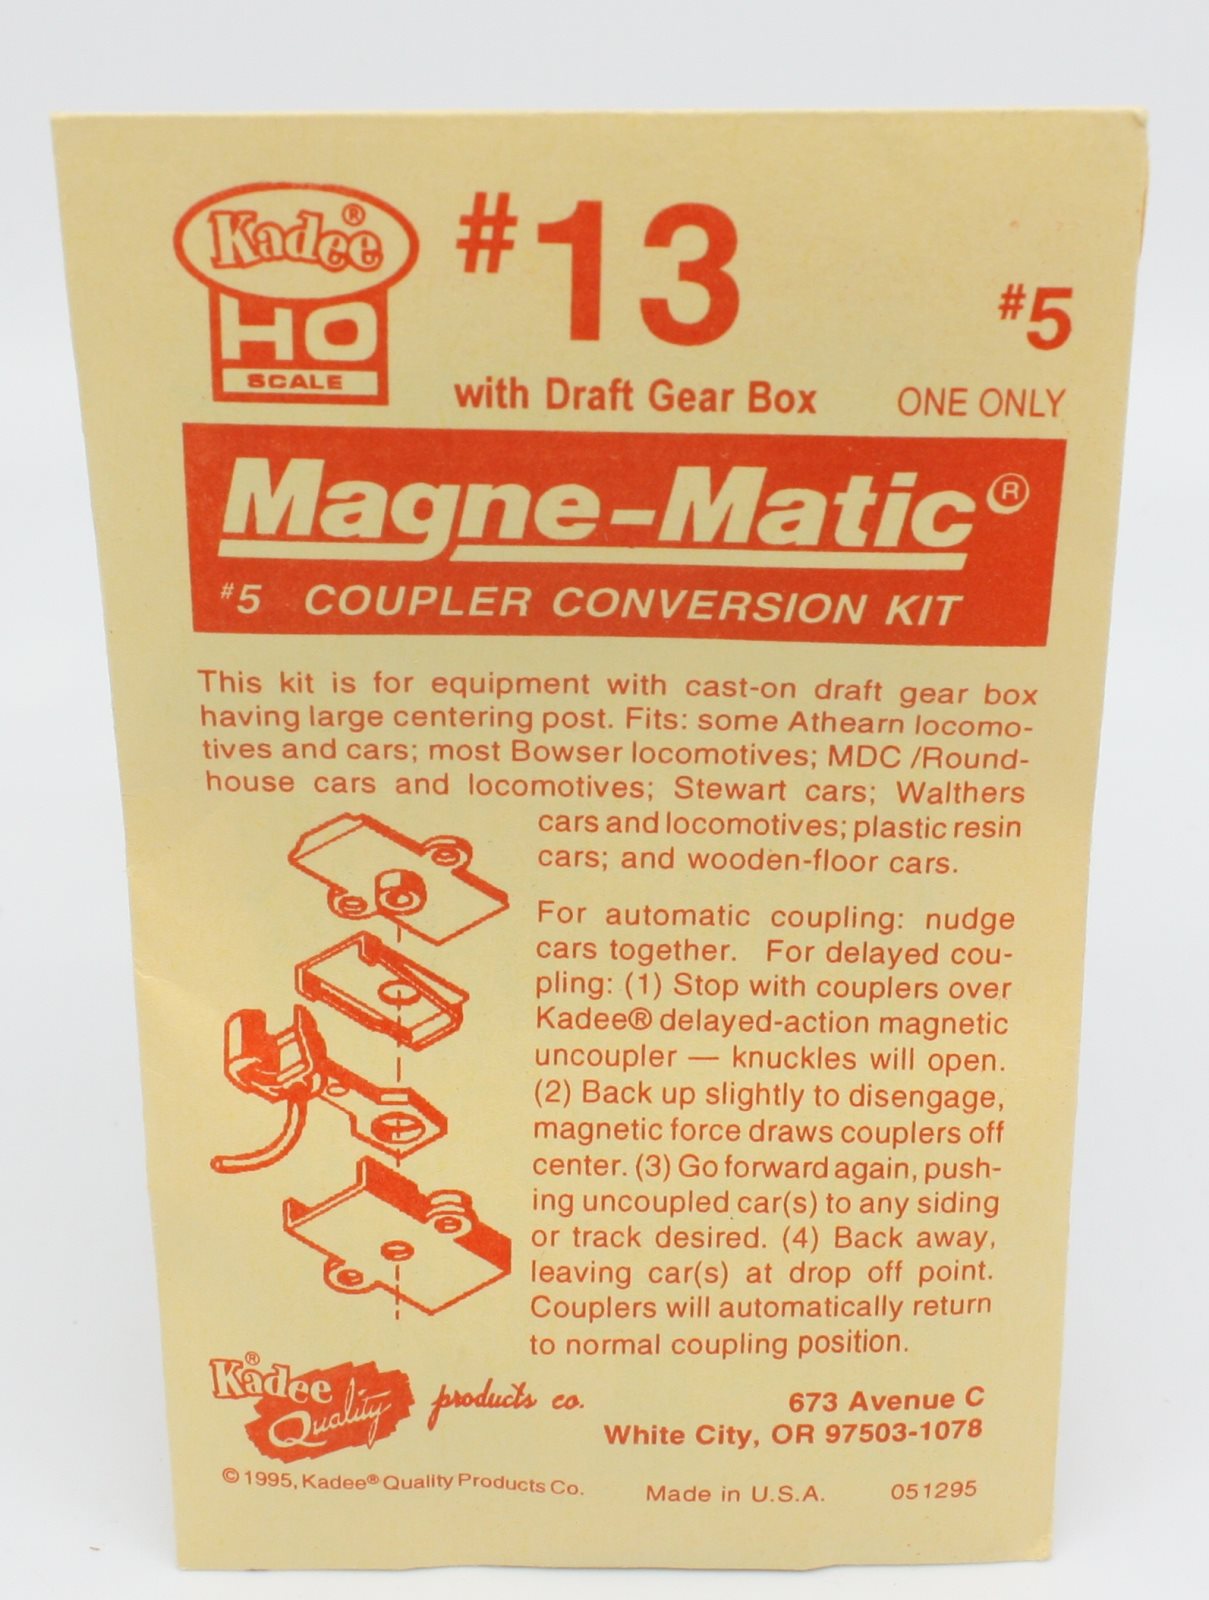 Kadee®
HO
SCALE
#13
with Draft Gear Box
#5
ONE ONLY
Magne-Matic®
#5 COUPLER CONVERSION KIT
This kit is for equipment with cast-on draft gear box
having large centering post. Fits: some Athearn locomo-
tives and cars; most Bowser locomotives; MDC /Round-
house cars and locomotives; Stewart cars; Walthers
cars and locomotives; plastic resin
cars; and wooden-floor cars.
For automatic coupling: nudge
cars together. For delayed cou-
pling: (1) Stop with couplers over
Kadee® delayed-action magnetic
uncoupler — knuckles will open.
(2) Back up slightly to disengage,
magnetic force draws couplers off
center. (3) Go forward again, push-
ing uncoupled car(s) to any siding
or track desired. (4) Back away,
leaving car(s) at drop off point.
Couplers will automatically return
to normal coupling position.
Kadee®
Quality
products co.
673 Avenue C
White City, OR 97503-1078
© 1995, Kadee® Quality Products Co.
Made in U.S.A.
051295